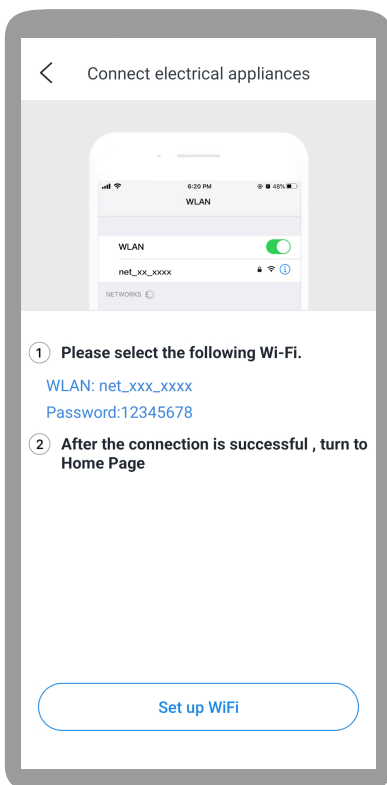 Connect electrical appliances
6:20 PM
48%
WLAN
WLAN
net_xx_xxxx
NETWORKS
1 Please select the following Wi-Fi.
WLAN: net_xxx_xxxx
Password:12345678
2 After the connection is successful , turn to
Home Page
Set up WiFi